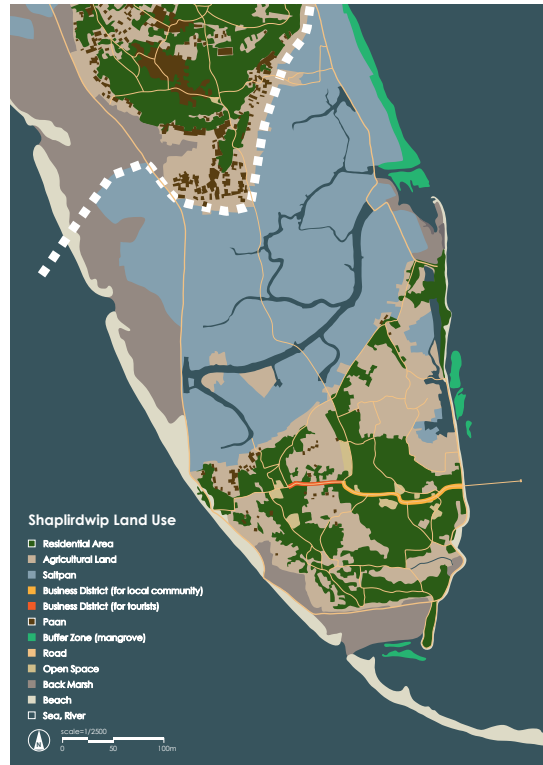 Shaplirdwip Land Use
Residential Area
Agricultural Land
Saltpan
Business District (for local community)
Business District (for tourists)
Paan
Buffer Zone (mangrove)
Road
Open Space
Back Marsh
Beach
Sea, River
N
scale=1/2500
0 50 100m